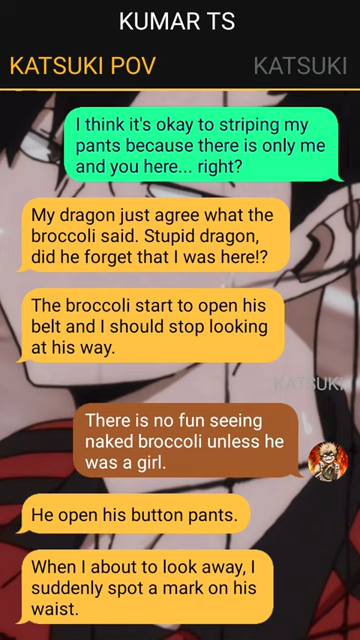 KUMAR TS
KATSUKI POV
KATSUKI
I think it's okay to striping my
pants because there is only me
and you here... right?
My dragon just agree what the
broccoli said. Stupid dragon,
did he forget that I was here!?
The broccoli start to open his
belt and I should stop looking
at his way.
KATSUKI
There is no fun seeing
naked broccoli unless he
was a girl.
He open his button pants.
When I about to look away, I
suddenly spot a mark on his
waist.